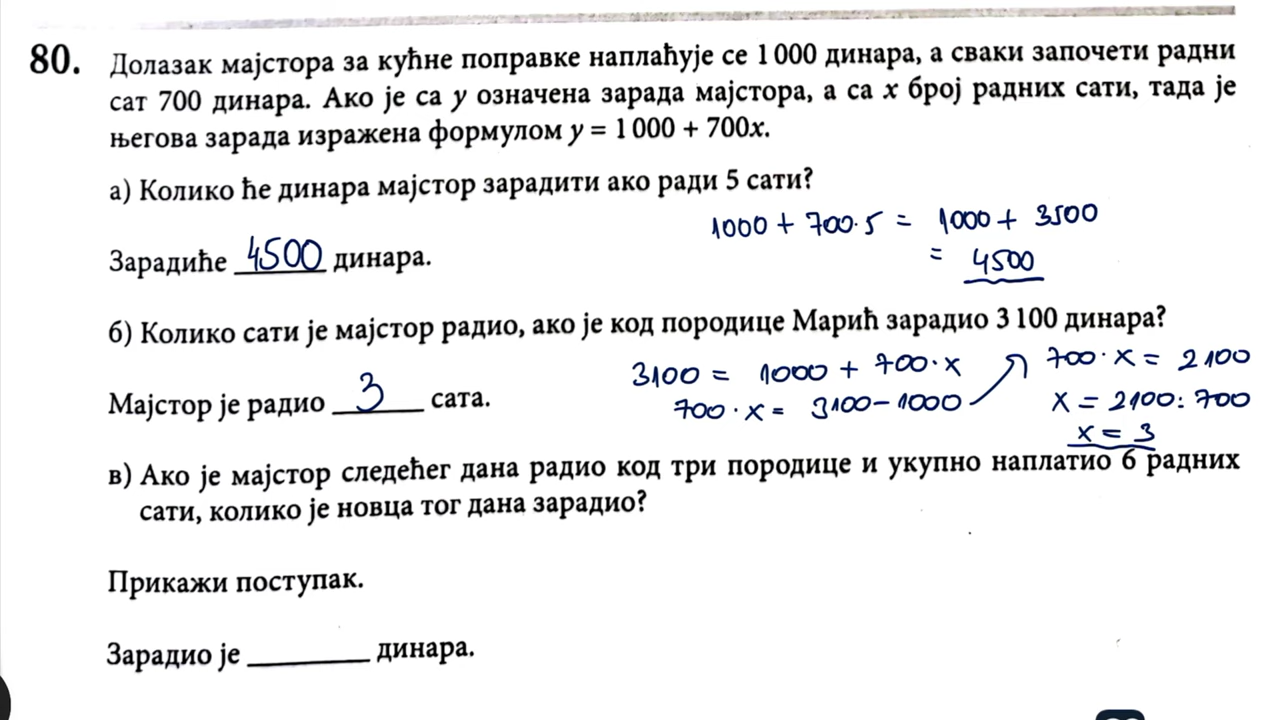 80. Долазак мајстора за кућне поправке наплаћује се 1 000 динара, а сваки започети радни
сат 700 динара. Ако је са y означена зарада мајстора, а са x број радних сати, тада је
његова зарада изражена формулом y = 1 000 + 700x.
а) Колико ће динара мајстор зарадити ако ради 5 сати?
1000 + 700·5 = 1000 + 3500
= 4500
Зарадиће 4500 динара.
б) Колико сати је мајстор радио, ако је код породице Марић зарадио 3 100 динара?
3100 = 1000 + 700·x
700·x = 3100-1000
700·x = 2100
x = 2100:700
x = 3
Мајстор је радио 3 сата.
в) Ако је мајстор следећег дана радио код три породице и укупно наплатио 6 радних
сати, колико је новца тог дана зарадио?
Прикажи поступак.
Зарадио је ________ динара.